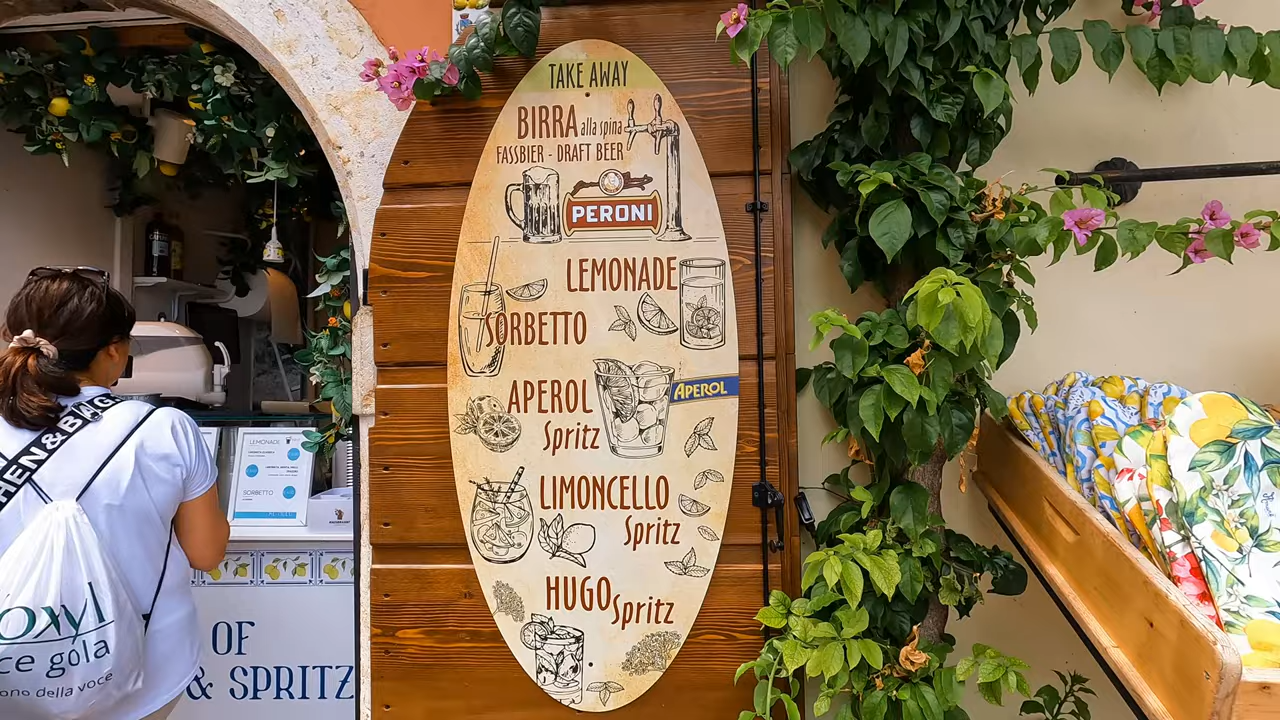 TAKE AWAY
BIRRA alla spina
FASSBIER - DRAFT BEER
PERONI
LEMONADE
SORBETTO
APEROL
Spritz
APEROL
LIMONCELLO
Spritz
HUGO Spritz
HEN & B
LEMONADE
SORBETTO
OF
& SPRITZ
oxyl
ce gola
ono della voce